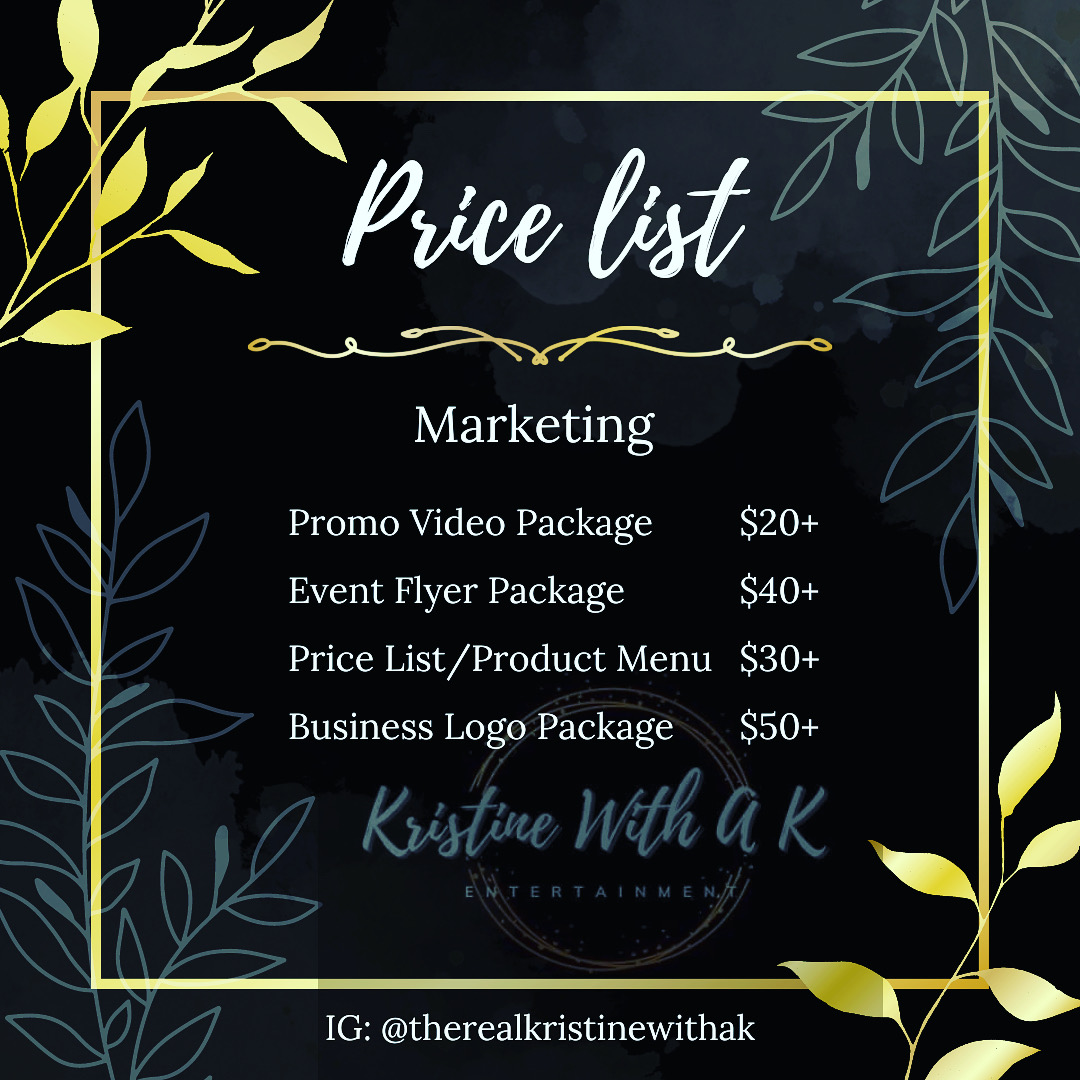 Price list
Marketing
Promo Video Package $20+
Event Flyer Package $40+
Price List/Product Menu $30+
Business Logo Package $50+
Kristine With A K
ENTERTAINMENT
IG: @therealkristinewithak